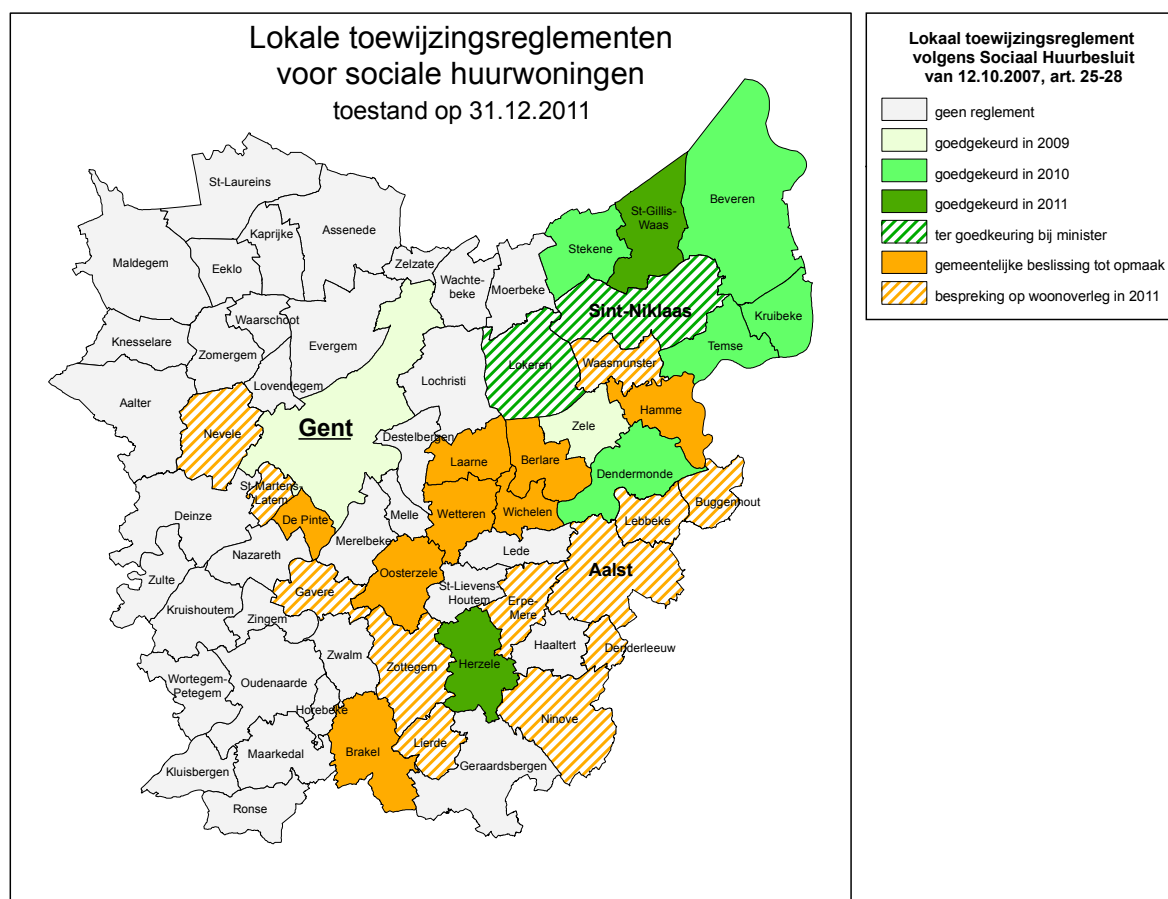 Lokale toewijzingsreglementen
voor sociale huurwoningen
toestand op 31.12.2011
Lokaal toewijzingsreglement
volgens Sociaal Huurbesluit
van 12.10.2007, art. 25-28
geen reglement
goedgekeurd in 2009
goedgekeurd in 2010
goedgekeurd in 2011
ter goedkeuring bij minister
gemeentelijke beslissing tot opmaak
bespreking op woonoverleg in 2011
St-Laureins
Maldegem
Kaprijke
Assenede
Eeklo
Zelzate
Wachte-
beke
Moerbeke
Stekene
St-Gillis-
Waas
Beveren
Sint-Niklaas
Kruibeke
Temse
Knesselare
Waarschoot
Zomergem
Evergem
Lovendegem
Lochristi
Lokeren
Waasmunster
Aalter
Nevele
Gent
Destelbergen
Zele
Hamme
Laarne
Berlare
Dendermonde
St-Martens-
Latem
Deinze
De Pinte
Melle
Wetteren
Wichelen
Lebbeke
Buggenhout
Merelbeke
Nazareth
Lede
Aalst
Zulte
Oosterzele
Gavere
St-Lievens-
Houtem
Erpe-
Mere
Kruishoutem
Zingem
Zwalm
Zottegem
Herzele
Haaltert
Denderleeuw
Wortegem-
Petegem
Oudenaarde
Horebeke
Ninove
Maarkedal
Brakel
Lierde
Geraardsbergen
Kluisbergen
Ronse